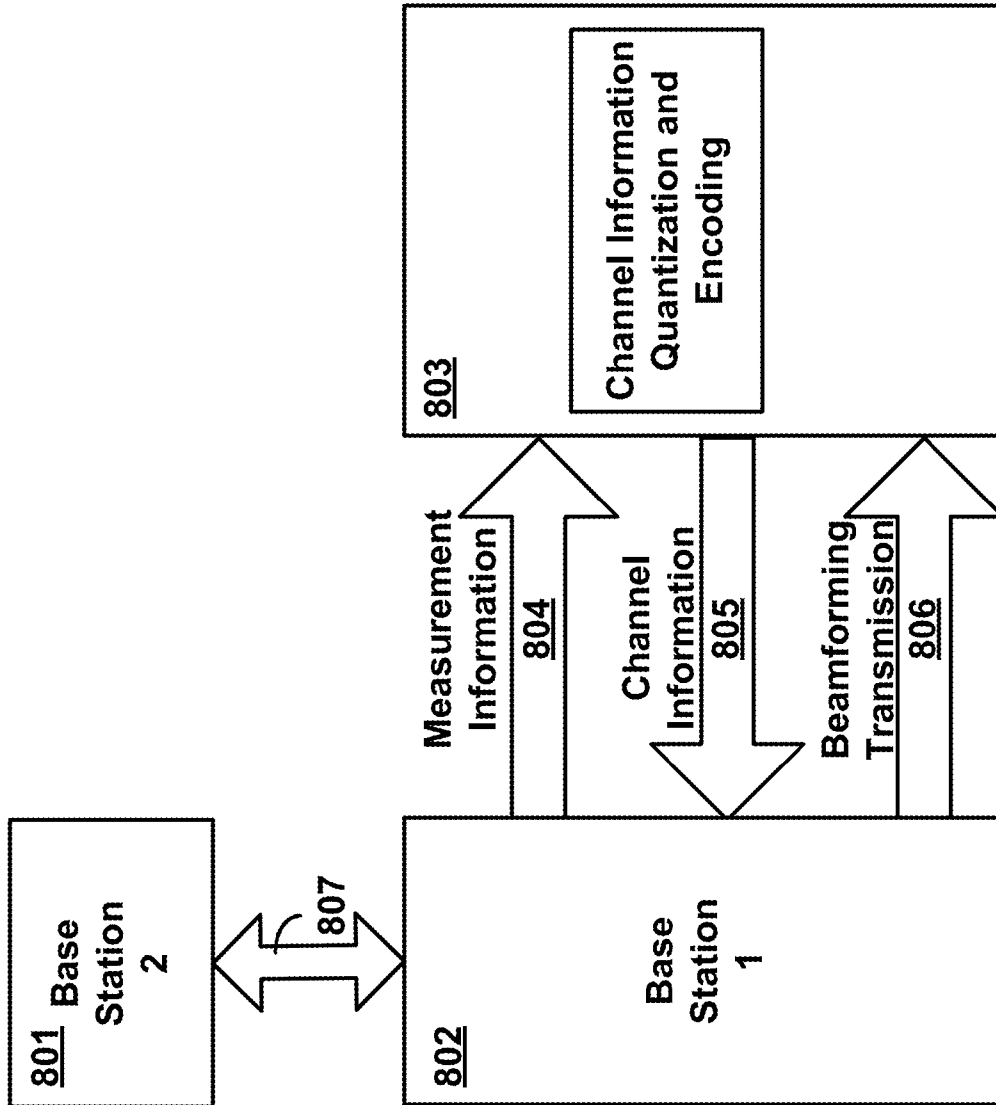 801
Base
Station
2
807
802
Base
Station
1
Measurement
Information
804
Channel
Information
805
Beamforming
Transmission
806
803
Channel Information
Quantization and
Encoding